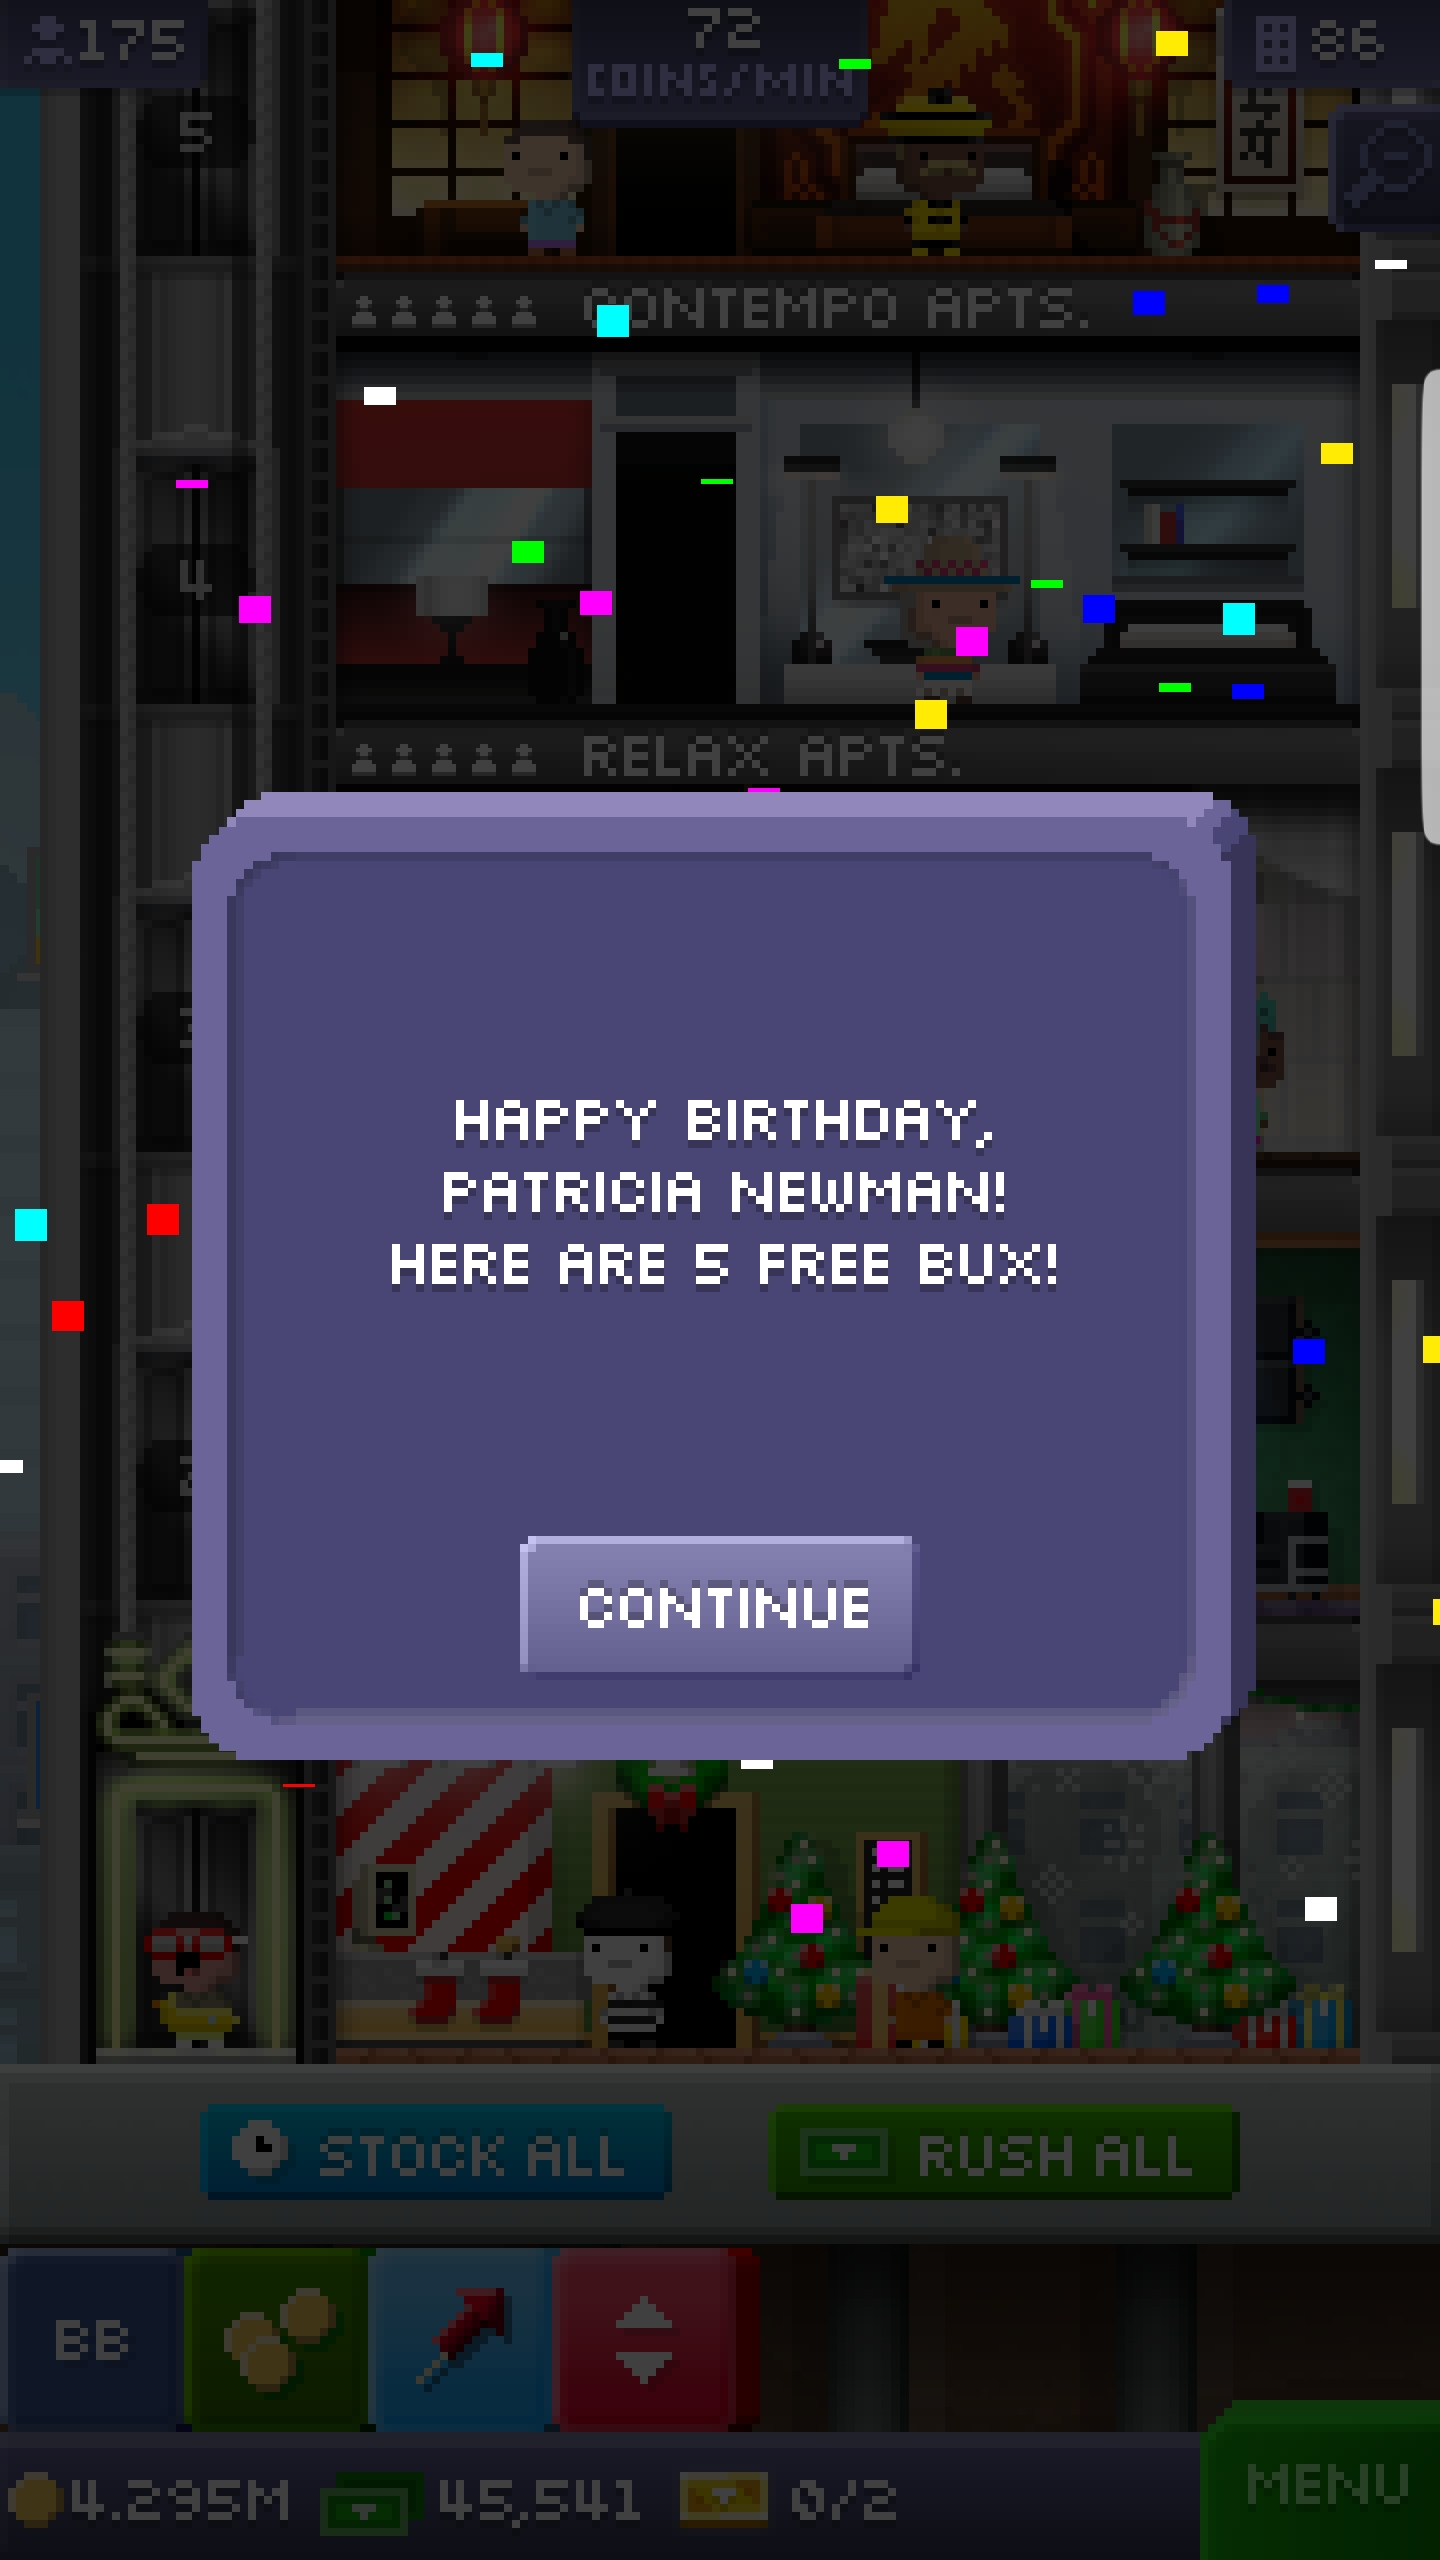 175
72
COINS/MIN
86
5
CONTEMPO APTS.
4
RELAX APTS.
HAPPY BIRTHDAY,
PATRICIA NEWMAN!
HERE ARE 5 FREE BUX!
CONTINUE
STOCK ALL
RUSH ALL
BB
4.295M
45,541
0/2
MENU